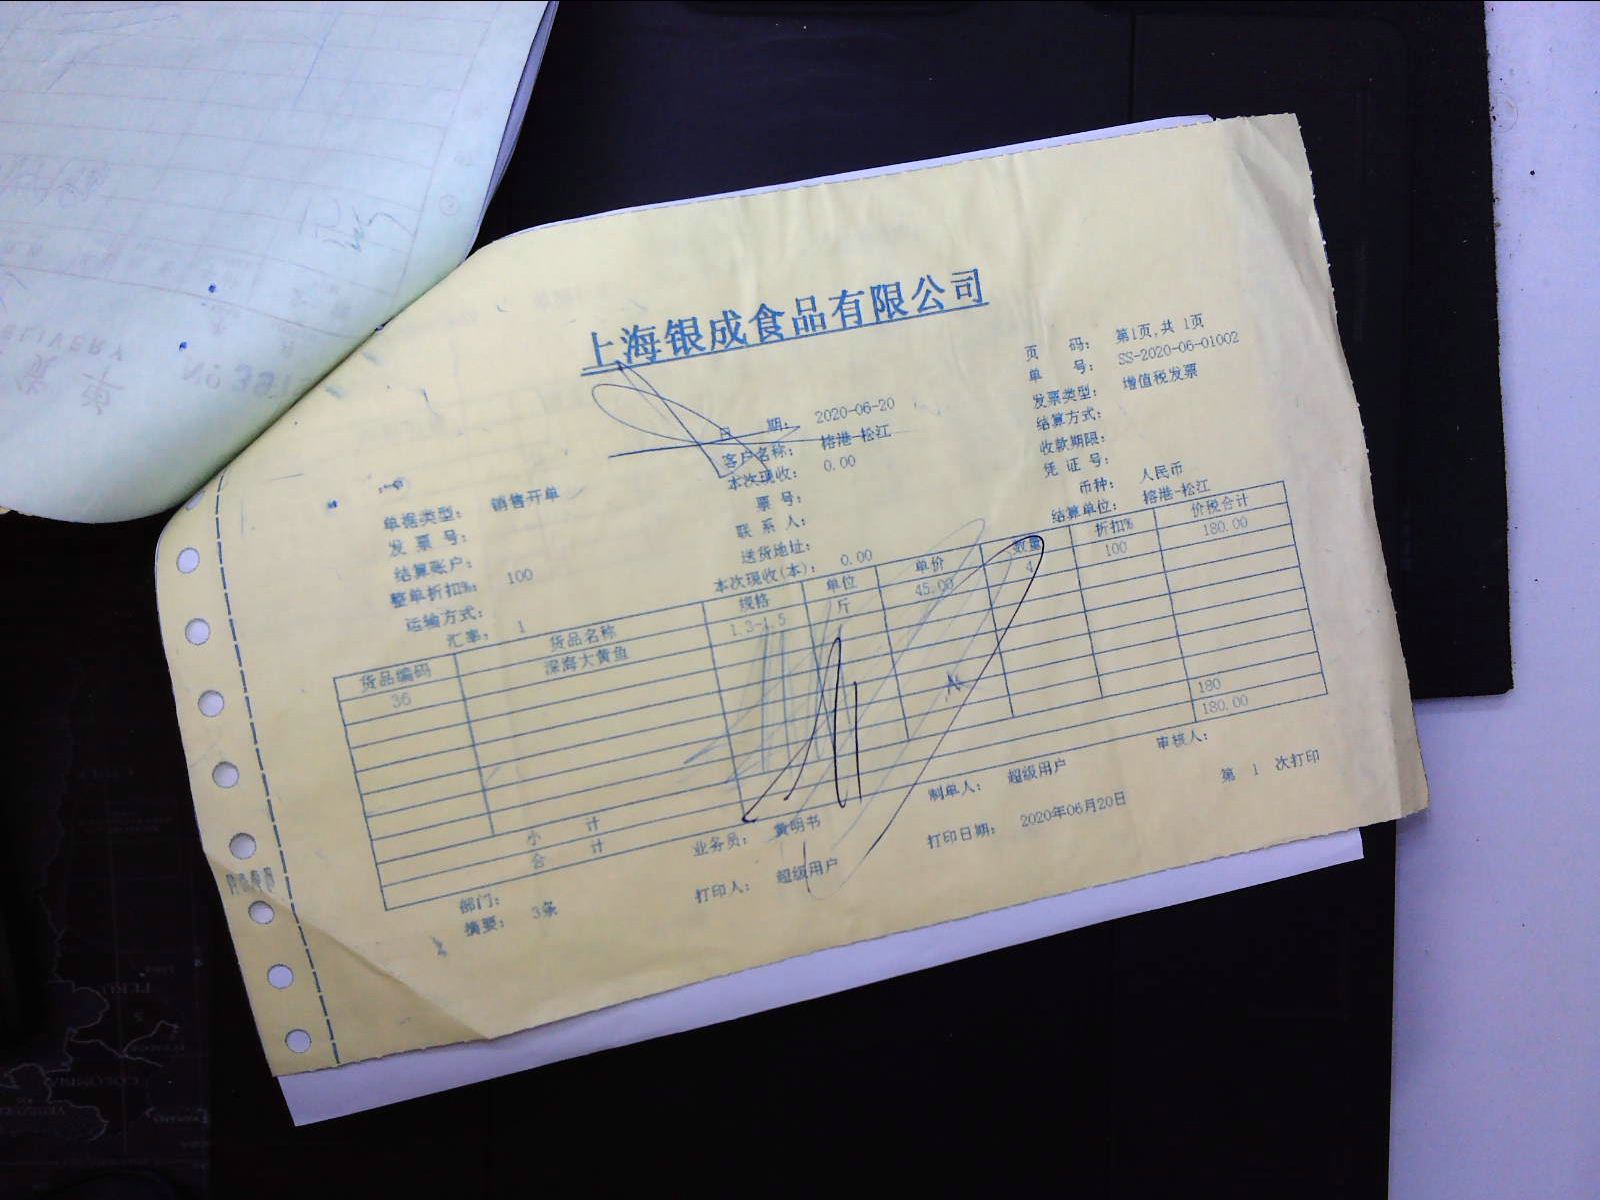 上海银成食品有限公司
页 码： 第1页,共 1页
单 号： SS-2020-06-01002
日 期： 2020-06-20
发票类型： 增值税发票
客户名称： 榕港-松江
结算方式：
单据类型： 销售开单
本次现收： 0.00
收款期限：
发 票 号：
票 号：
凭 证 号：
结算账户：
联 系 人：
币种： 人民币
整单折扣%： 100
送货地址：
结算单位： 榕港-松江
运输方式：
本次现收(本)： 0.00
汇率： 1
货品编码 货品名称 规格 单位 单价 数量 折扣% 价税合计
36 深海大黄鱼 1.3-1.5 斤 45.00 4 100 180.00
小 计 180
合 计 180.00
部门： 业务员： 黄明书 制单人： 超级用户 审核人：
摘要： 3条 打印人： 超级用户 打印日期： 2020年06月20日 第 1 次打印